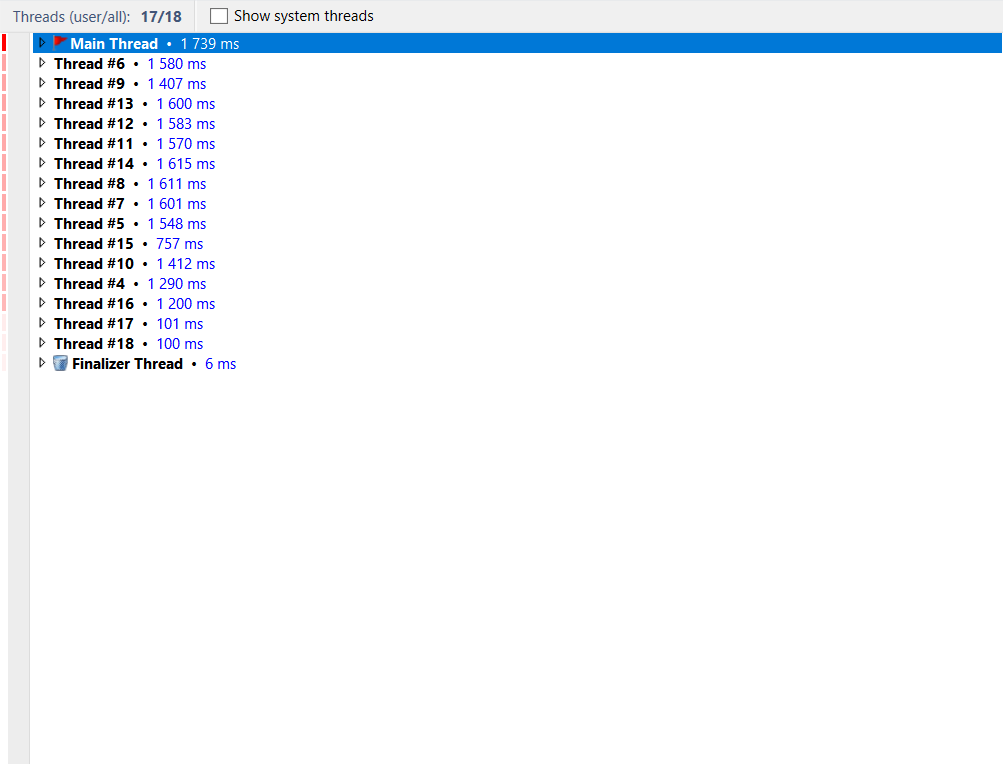 Threads (user/all): 17/18 Show system threads
Main Thread • 1 739 ms
Thread #6 • 1 580 ms
Thread #9 • 1 407 ms
Thread #13 • 1 600 ms
Thread #12 • 1 583 ms
Thread #11 • 1 570 ms
Thread #14 • 1 615 ms
Thread #8 • 1 611 ms
Thread #7 • 1 601 ms
Thread #5 • 1 548 ms
Thread #15 • 757 ms
Thread #10 • 1 412 ms
Thread #4 • 1 290 ms
Thread #16 • 1 200 ms
Thread #17 • 101 ms
Thread #18 • 100 ms
Finalizer Thread • 6 ms